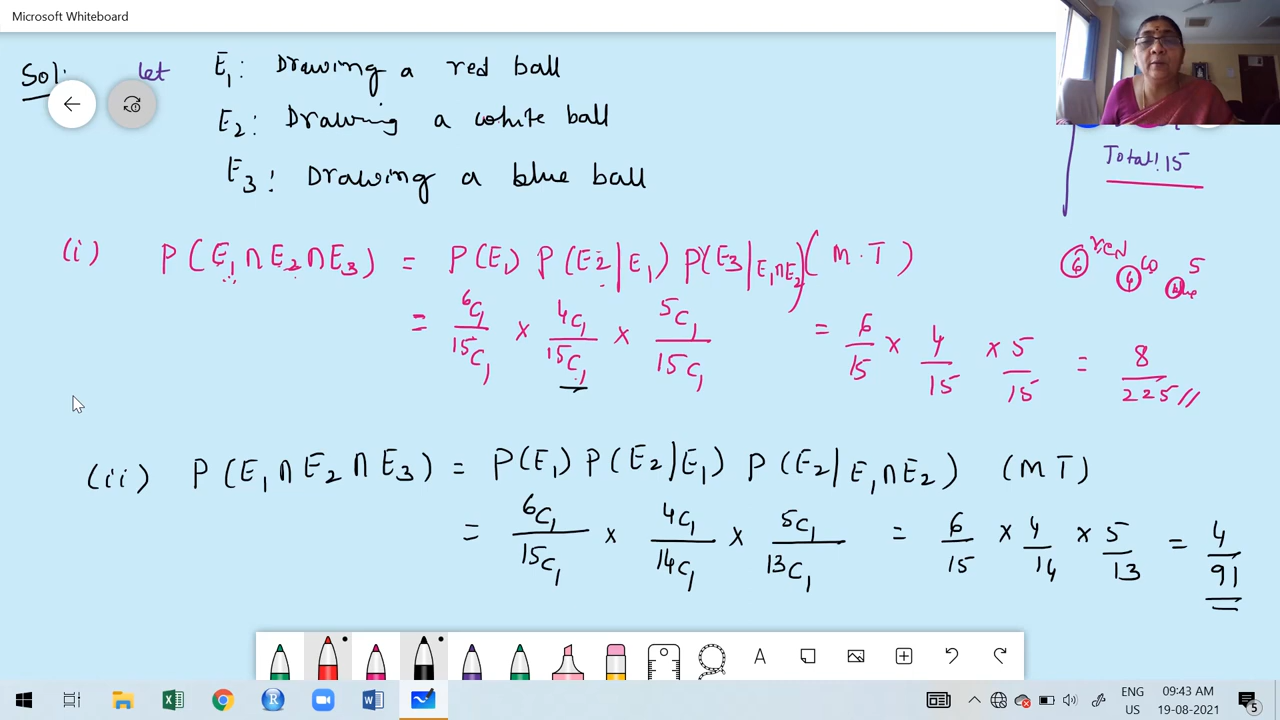 Microsoft Whiteboard
Sol: let E₁: Drawing a red ball
E₂: Drawing a white ball
E₃: Drawing a blue ball
Total: 15
(i) P(E₁∩E₂∩E₃) = P(E₁) P(E₂|E₁) P(E₃|E₁∩E₂) (M.T)
6 red 4 w 5
= ⁶C₁/15C₁ × 4C₁/15C₁ × 5C₁/15C₁ = 6/15 × 4/15 × 5/15 = 8/225 //
(ii) P(E₁∩E₂∩E₃) = P(E₁) P(E₂|E₁) P(E₂|E₁∩E₂) (MT)
= 6C₁/15C₁ × 4C₁/14C₁ × 5C₁/13C₁ = 6/15 × 4/14 × 5/13 = 4/91
A
ENG
US
09:43 AM
19-08-2021
5